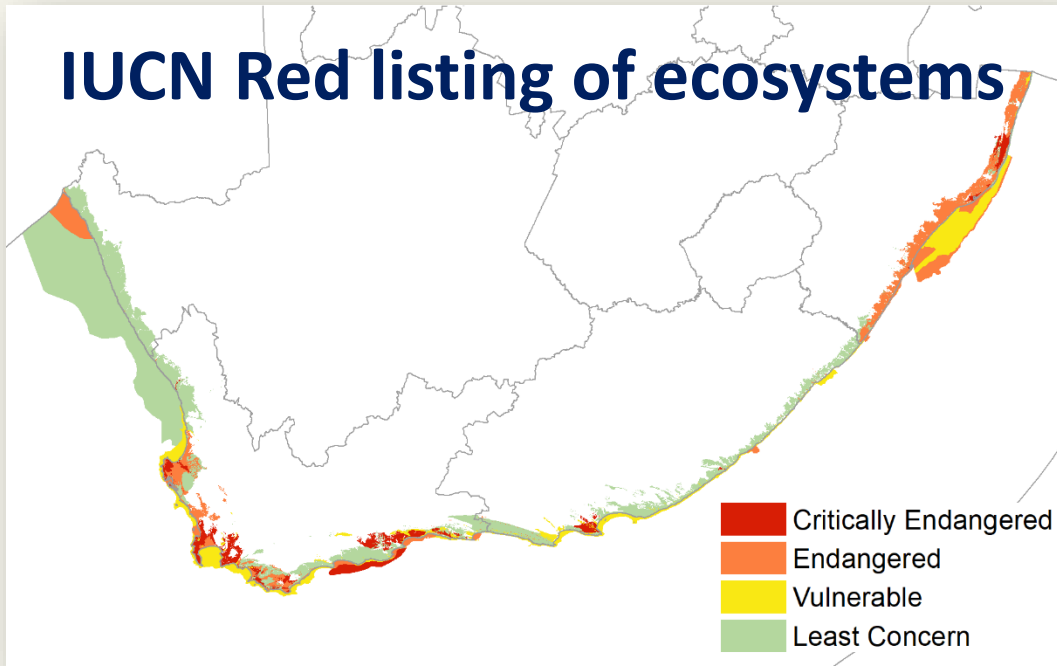 IUCN Red listing of ecosystems
Critically Endangered
Endangered
Vulnerable
Least Concern